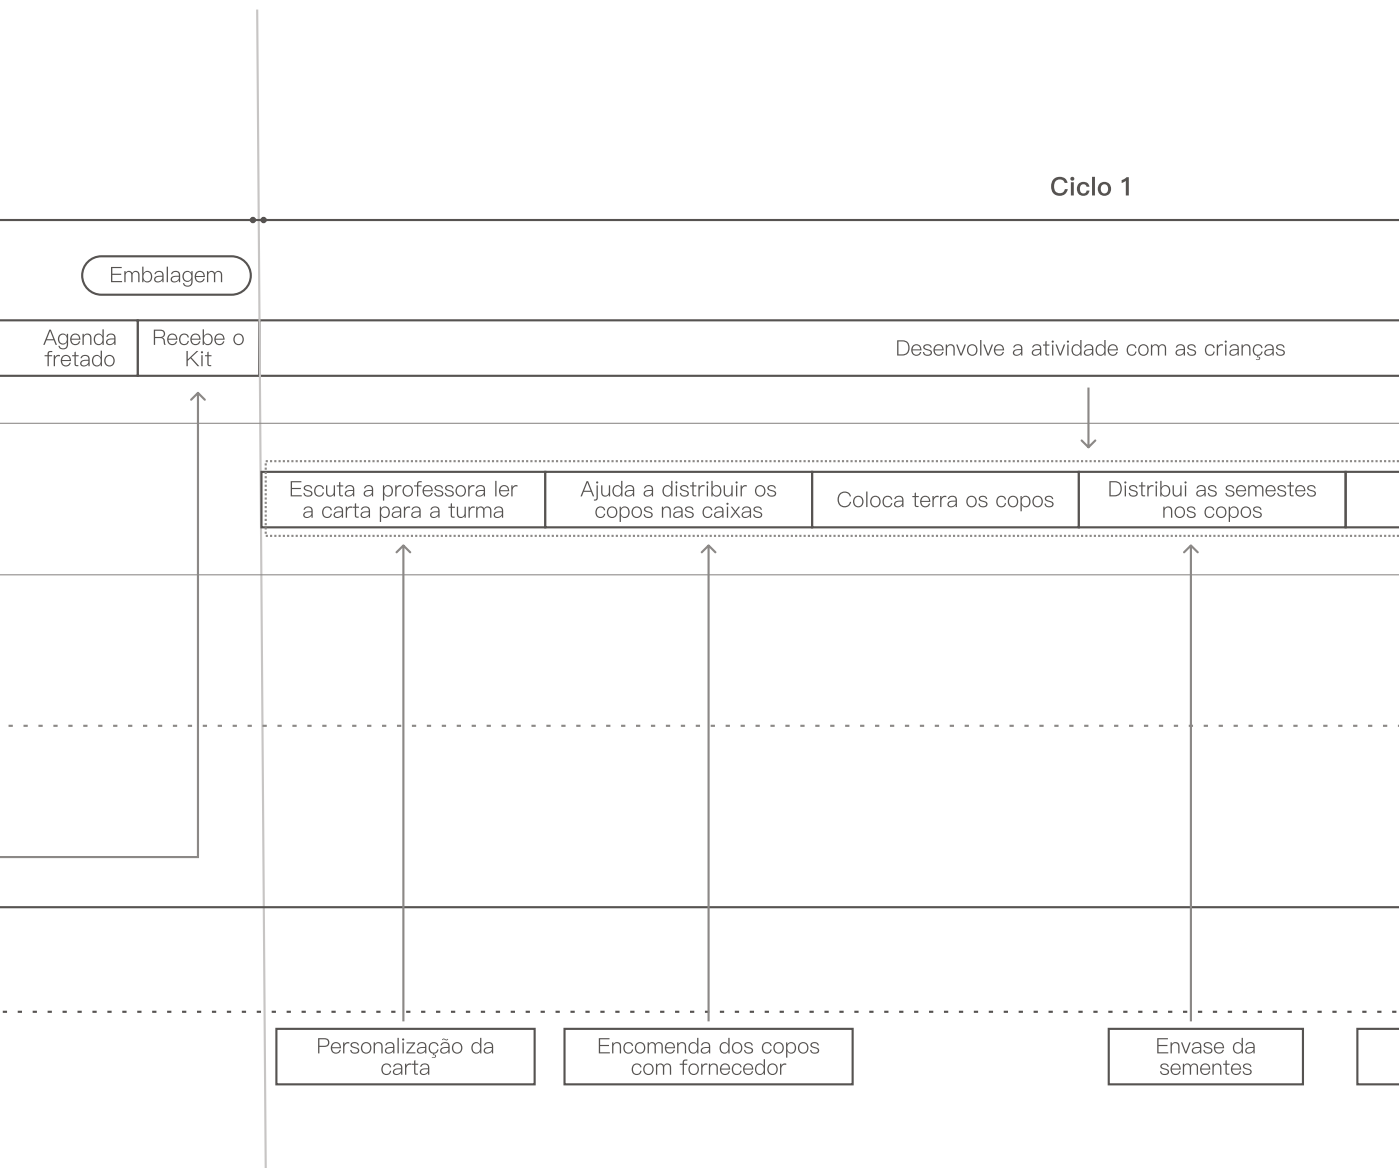 Ciclo 1
Embalagem
Agenda
fretado
Recebe o
Kit
Desenvolve a atividade com as crianças
Escuta a professora ler
a carta para a turma
Ajuda a distribuir os
copos nas caixas
Coloca terra os copos
Distribui as semestes
nos copos
Personalização da
carta
Encomenda dos copos
com fornecedor
Envase da
sementes